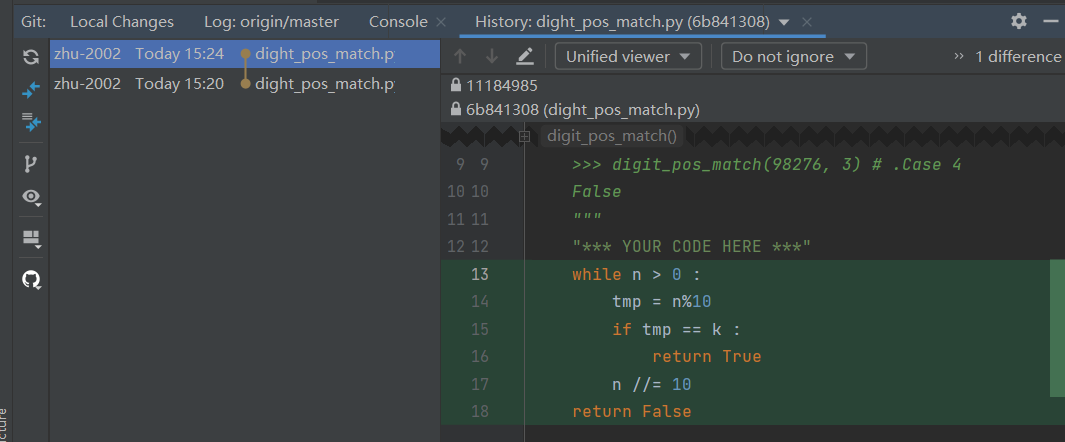 Git: Local Changes Log: origin/master Console × History: dight_pos_match.py (6b841308) ×
zhu-2002 Today 15:24 dight_pos_match.p
zhu-2002 Today 15:20 dight_pos_match.py
Unified viewer Do not ignore » 1 difference
11184985
6b841308 (dight_pos_match.py)
digit_pos_match()
9 9 >>> digit_pos_match(98276, 3) # .Case 4
10 10 False
11 11 """
12 12 "*** YOUR CODE HERE ***"
13 while n > 0 :
14 tmp = n%10
15 if tmp == k :
16 return True
17 n //= 10
18 return False